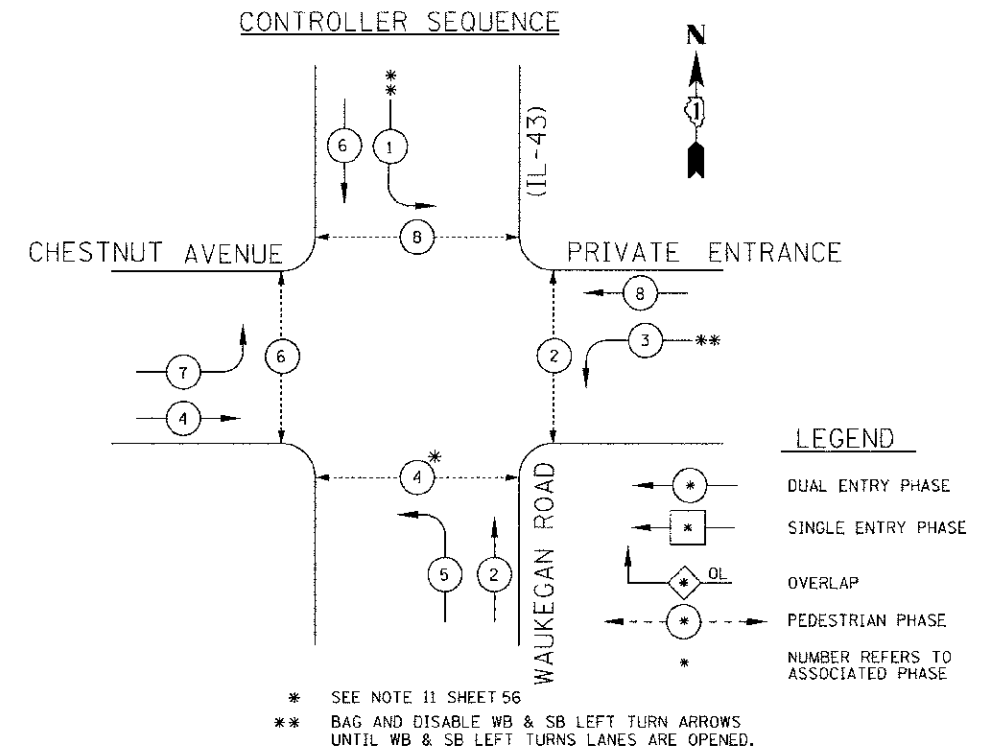 CONTROLLER SEQUENCE
N
1
**
6
1
(IL-43)
8
CHESTNUT AVENUE
PRIVATE ENTRANCE
8
3 **
6
2
7
4
4*
5
2
WAUKEGAN ROAD
LEGEND
* DUAL ENTRY PHASE
* SINGLE ENTRY PHASE
* OL OVERLAP
* PEDESTRIAN PHASE
* NUMBER REFERS TO
ASSOCIATED PHASE
* SEE NOTE 11 SHEET 56
** BAG AND DISABLE WB & SB LEFT TURN ARROWS
UNTIL WB & SB LEFT TURNS LANES ARE OPENED.